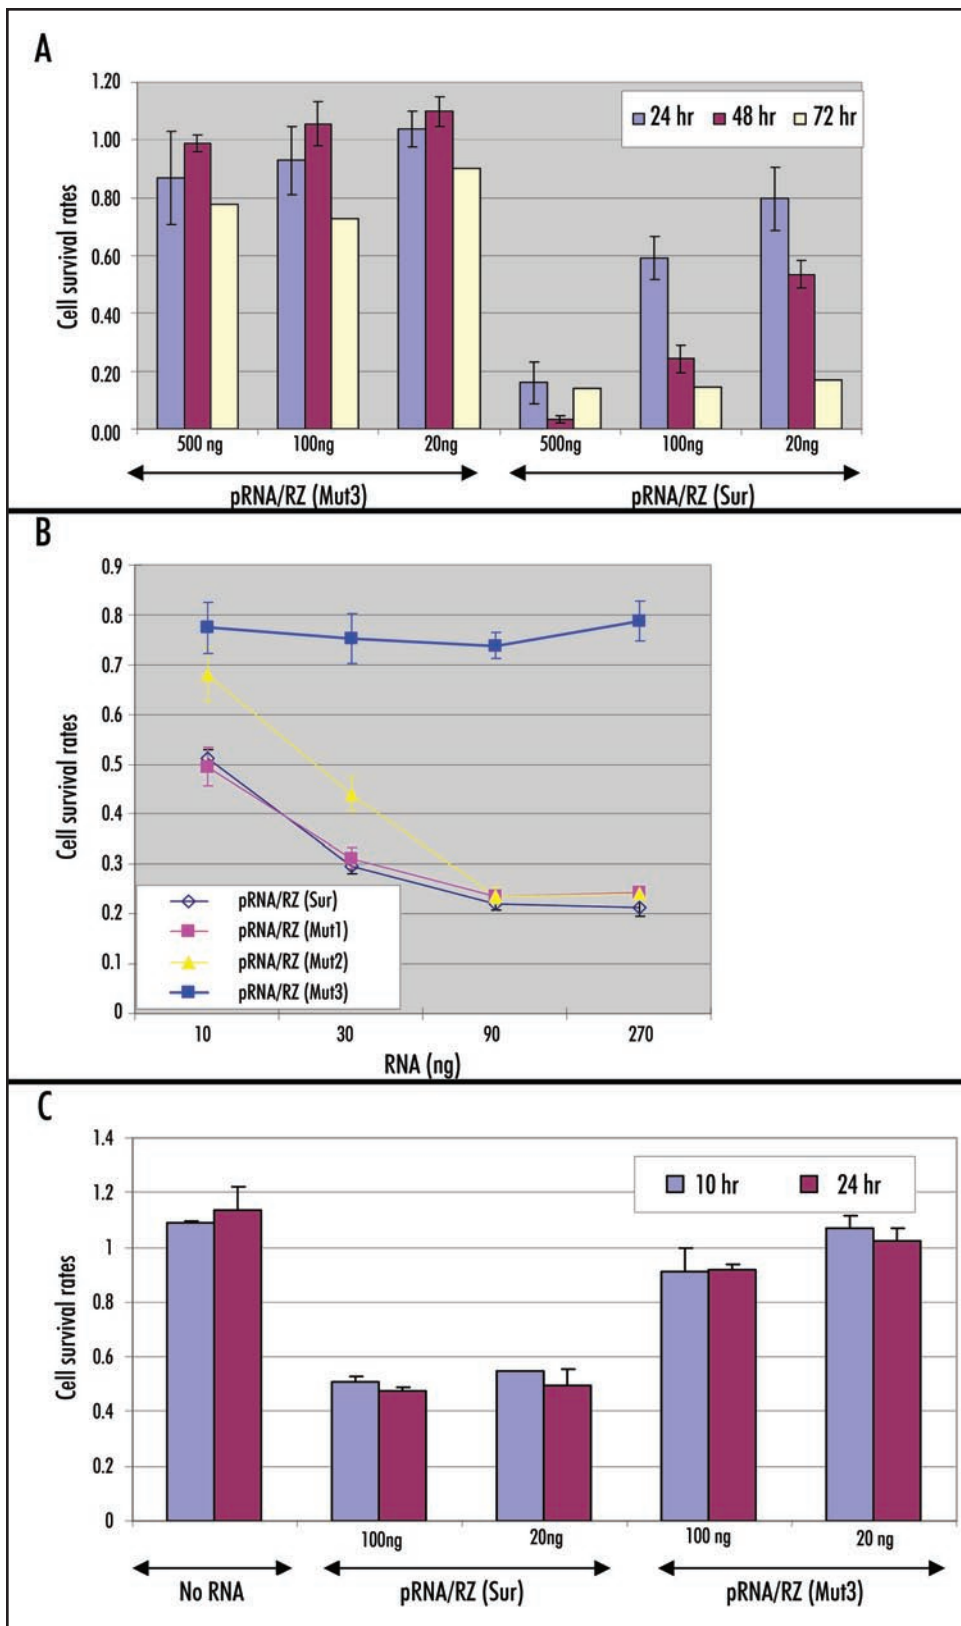 A
1.20
1.00
0.80
0.60
0.40
0.20
0.00
Cell survival rates
24 hr 48 hr 72 hr
500 ng 100ng 20ng 500ng 100ng 20ng
pRNA/RZ (Mut3) pRNA/RZ (Sur)
B
0.9
0.8
0.7
0.6
0.5
0.4
0.3
0.2
0.1
0
Cell survival rates
pRNA/RZ (Sur)
pRNA/RZ (Mut1)
pRNA/RZ (Mut2)
pRNA/RZ (Mut3)
10 30 90 270
RNA (ng)
C
1.4
1.2
1
0.8
0.6
0.4
0.2
0
Cell survival rates
10 hr 24 hr
100ng 20ng 100 ng 20 ng
No RNA pRNA/RZ (Sur) pRNA/RZ (Mut3)